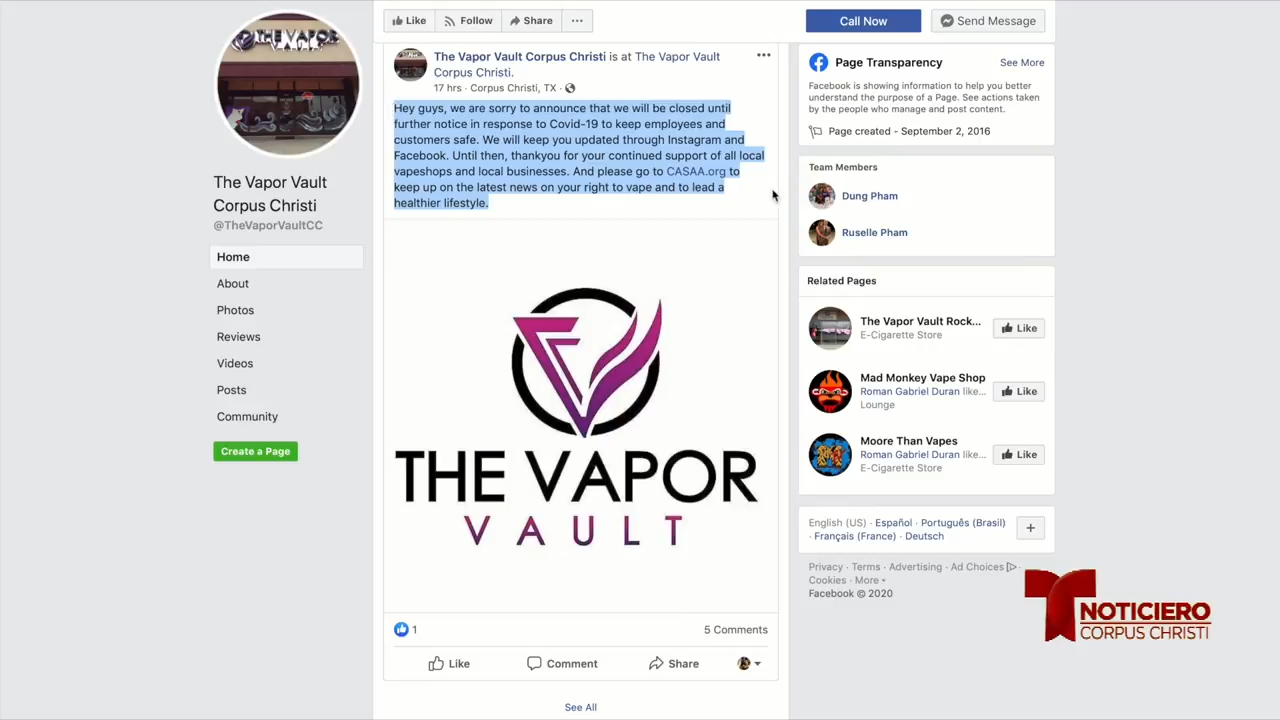 THE VAPOR
VAULT
The Vapor Vault
Corpus Christi
@TheVaporVaultCC
Home
About
Photos
Reviews
Videos
Posts
Community
Create a Page
Like Follow Share ...
Call Now Send Message
The Vapor Vault Corpus Christi is at The Vapor Vault
Corpus Christi.
17 hrs · Corpus Christi, TX ·
Hey guys, we are sorry to announce that we will be closed until
further notice in response to Covid-19 to keep employees and
customers safe. We will keep you updated through Instagram and
Facebook. Until then, thankyou for your continued support of all local
vapeshops and local businesses. And please go to CASAA.org to
keep up on the latest news on your right to vape and to lead a
healthier lifestyle.
THE VAPOR
VAULT
1 5 Comments
Like Comment Share
See All
Page Transparency See More
Facebook is showing information to help you better
understand the purpose of a Page. See actions taken
by the people who manage and post content.
Page created - September 2, 2016
Team Members
Dung Pham
Ruselle Pham
Related Pages
The Vapor Vault Rock... Like
E-Cigarette Store
Mad Monkey Vape Shop
Roman Gabriel Duran like... Like
Lounge
Moore Than Vapes
Roman Gabriel Duran like... Like
E-Cigarette Store
English (US) · Español · Português (Brasil)
· Français (France) · Deutsch
+
Privacy · Terms · Advertising · Ad Choices ·
Cookies · More
Facebook © 2020
NOTICIERO
CORPUS CHRISTI